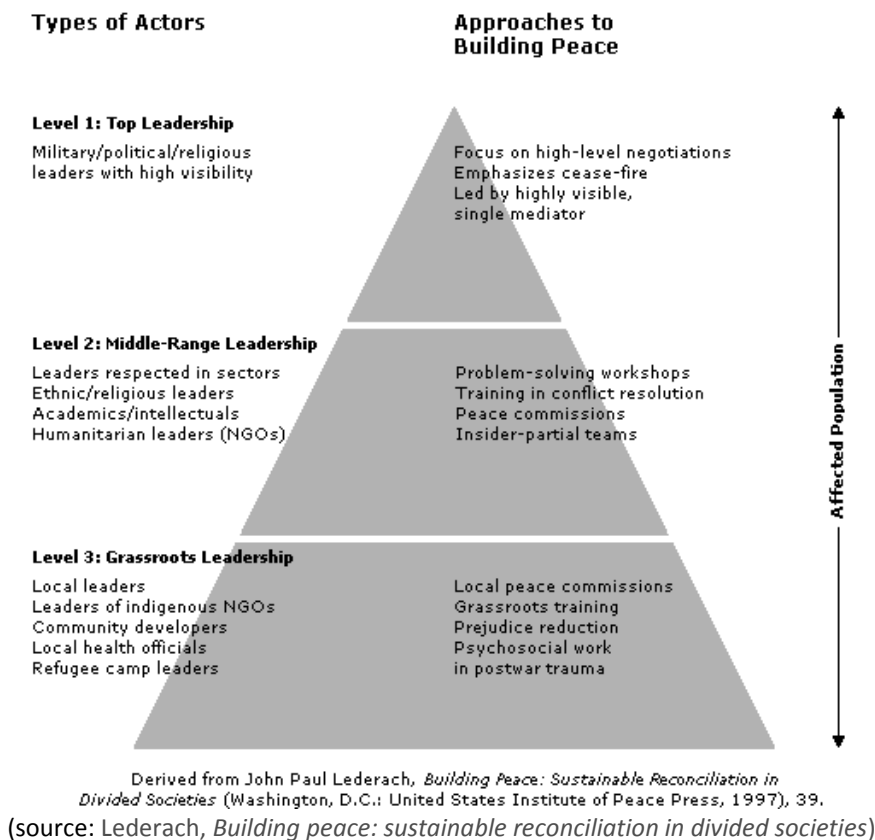 Types of Actors
Approaches to
Building Peace
Level 1: Top Leadership
Military/political/religious
leaders with high visibility
Focus on high-level negotiations
Emphasizes cease-fire
Led by highly visible,
single mediator
Level 2: Middle-Range Leadership
Leaders respected in sectors
Ethnic/religious leaders
Academics/intellectuals
Humanitarian leaders (NGOs)
Problem-solving workshops
Training in conflict resolution
Peace commissions
Insider-partial teams
Level 3: Grassroots Leadership
Local leaders
Leaders of indigenous NGOs
Community developers
Local health officials
Refugee camp leaders
Local peace commissions
Grassroots training
Prejudice reduction
Psychosocial work
in postwar trauma
Affected Population
Derived from John Paul Lederach, Building Peace: Sustainable Reconciliation in
Divided Societies (Washington, D.C.: United States Institute of Peace Press, 1997), 39.
(source: Lederach, Building peace: sustainable reconciliation in divided societies)